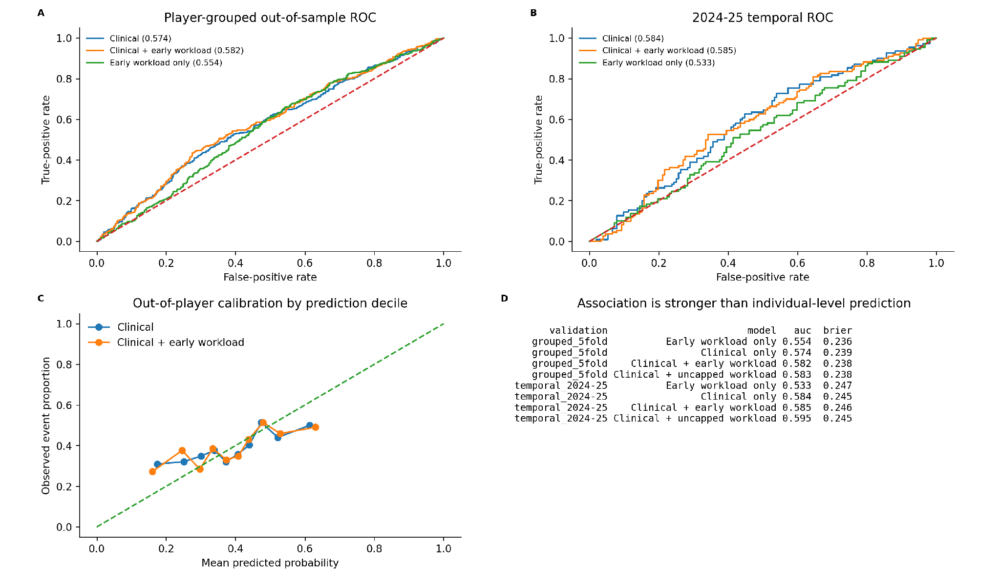 A
Player-grouped out-of-sample ROC
Clinical (0.574)
Clinical + early workload (0.582)
Early workload only (0.554)
True-positive rate
1.0
0.8
0.6
0.4
0.2
0.0
0.0 0.2 0.4 0.6 0.8 1.0
False-positive rate
B
2024-25 temporal ROC
Clinical (0.584)
Clinical + early workload (0.585)
Early workload only (0.533)
True-positive rate
1.0
0.8
0.6
0.4
0.2
0.0
0.0 0.2 0.4 0.6 0.8 1.0
False-positive rate
C
Out-of-player calibration by prediction decile
Clinical
Clinical + early workload
Observed event proportion
1.0
0.8
0.6
0.4
0.2
0.0
0.0 0.2 0.4 0.6 0.8 1.0
Mean predicted probability
D
Association is stronger than individual-level prediction
validation model auc brier
grouped_5fold Early workload only 0.554 0.236
grouped_5fold Clinical only 0.574 0.239
grouped_5fold Clinical + early workload 0.582 0.238
grouped_5fold Clinical + uncapped workload 0.583 0.238
temporal_2024-25 Early workload only 0.533 0.247
temporal_2024-25 Clinical only 0.584 0.245
temporal_2024-25 Clinical + early workload 0.585 0.246
temporal_2024-25 Clinical + uncapped workload 0.595 0.245